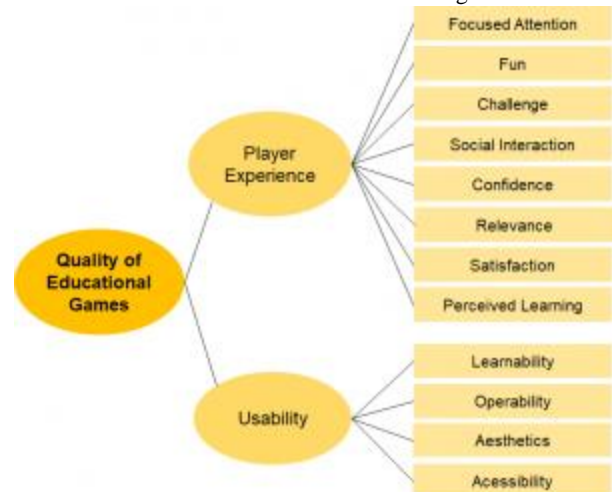 Focused Attention
Fun
Challenge
Social Interaction
Confidence
Relevance
Satisfaction
Perceived Learning
Player
Experience
Quality of
Educational
Games
Usability
Learnability
Operability
Aesthetics
Acessibility